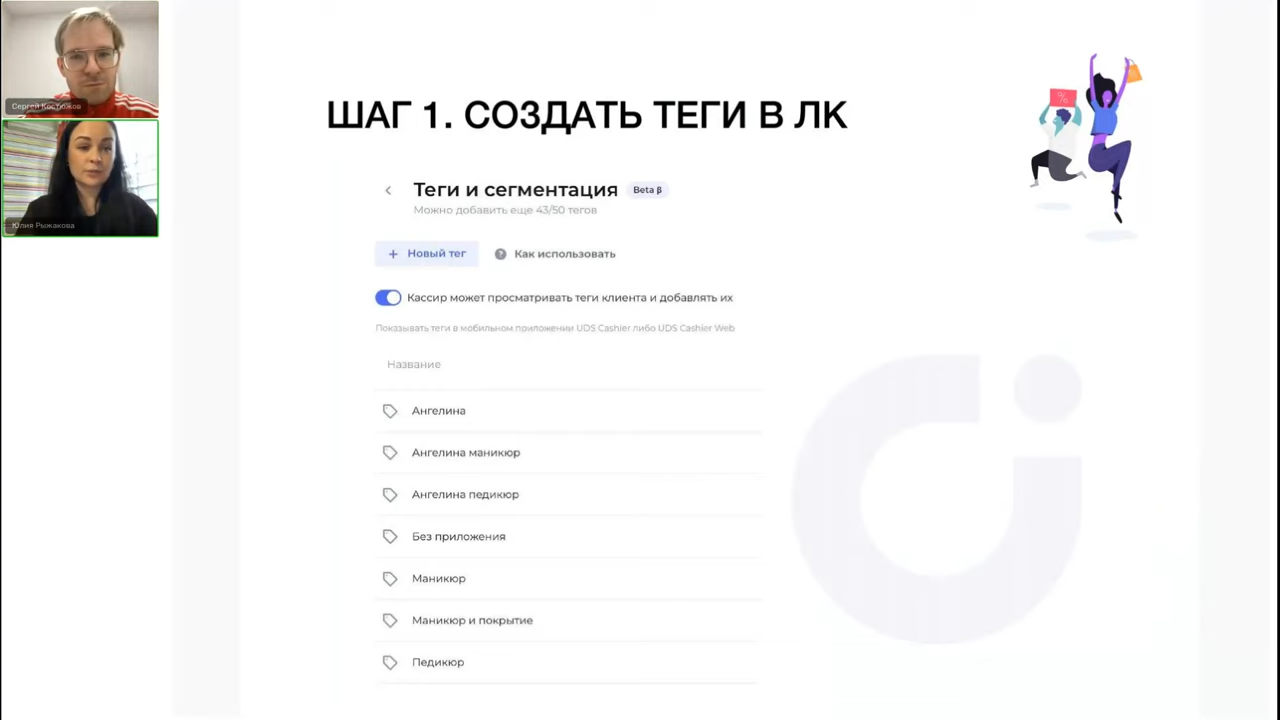 Сергей Костюжов
Юлия Рыжакова
ШАГ 1. СОЗДАТЬ ТЕГИ В ЛК
%
Теги и сегментация Beta β
Можно добавить еще 43/50 тегов
+ Новый тег ? Как использовать
Кассир может просматривать теги клиента и добавлять их
Показывать теги в мобильном приложении UDS Cashier либо UDS Cashier Web
Название
Ангелина
Ангелина маникюр
Ангелина педикюр
Без приложения
Маникюр
Маникюр и покрытие
Педикюр